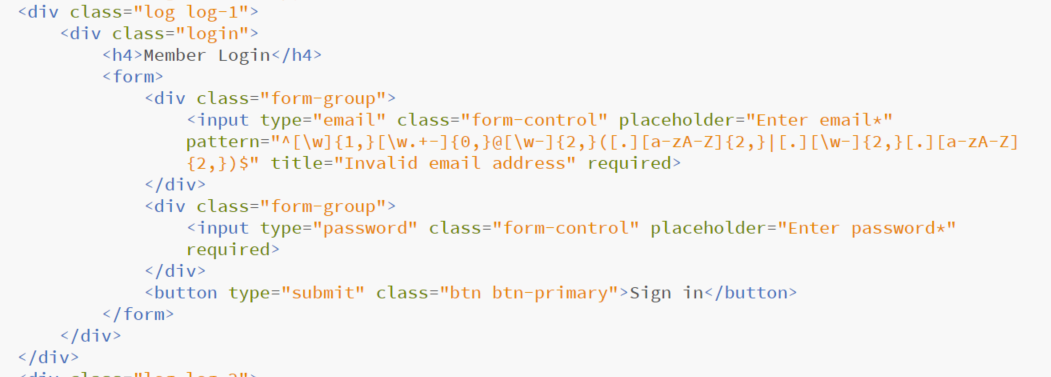 <div class="log log-1">
<div class="login">
<h4>Member Login</h4>
<form>
<div class="form-group">
<input type="email" class="form-control" placeholder="Enter email*"
pattern="^[\w]{1,}[\w.+-]{0,}@[\w-]{2,}([.][a-zA-Z]{2,}|[.][\w-]{2,}[.][a-zA-Z]
{2,})$" title="Invalid email address" required>
</div>
<div class="form-group">
<input type="password" class="form-control" placeholder="Enter password*"
required>
</div>
<button type="submit" class="btn btn-primary">Sign in</button>
</form>
</div>
</div>